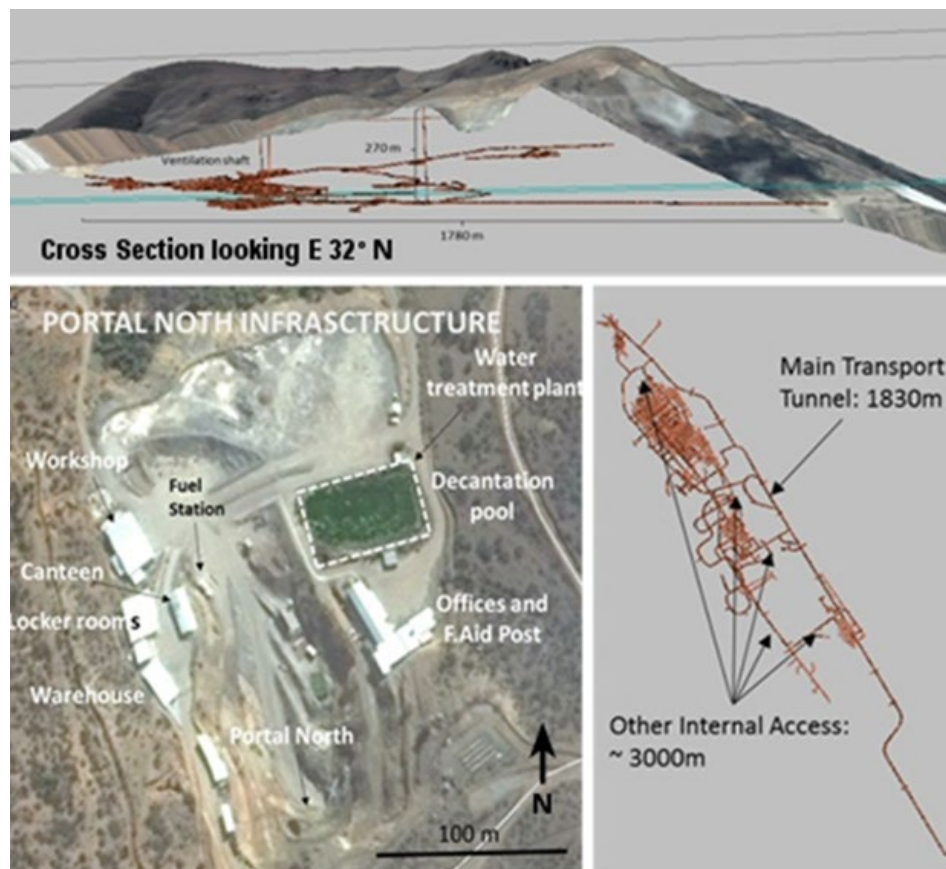 Ventilation shaft
270 m
1780 m
Cross Section looking E 32° N
PORTAL NOTH INFRASCTRUCTURE
Water
treatment plant
Workshop
Fuel
Station
Decantation
pool
Canteen
Locker rooms
Offices and
F.Aid Post
Warehouse
Portal North
N
100 m
Main Transport
Tunnel: 1830m
Other Internal Access:
~ 3000m